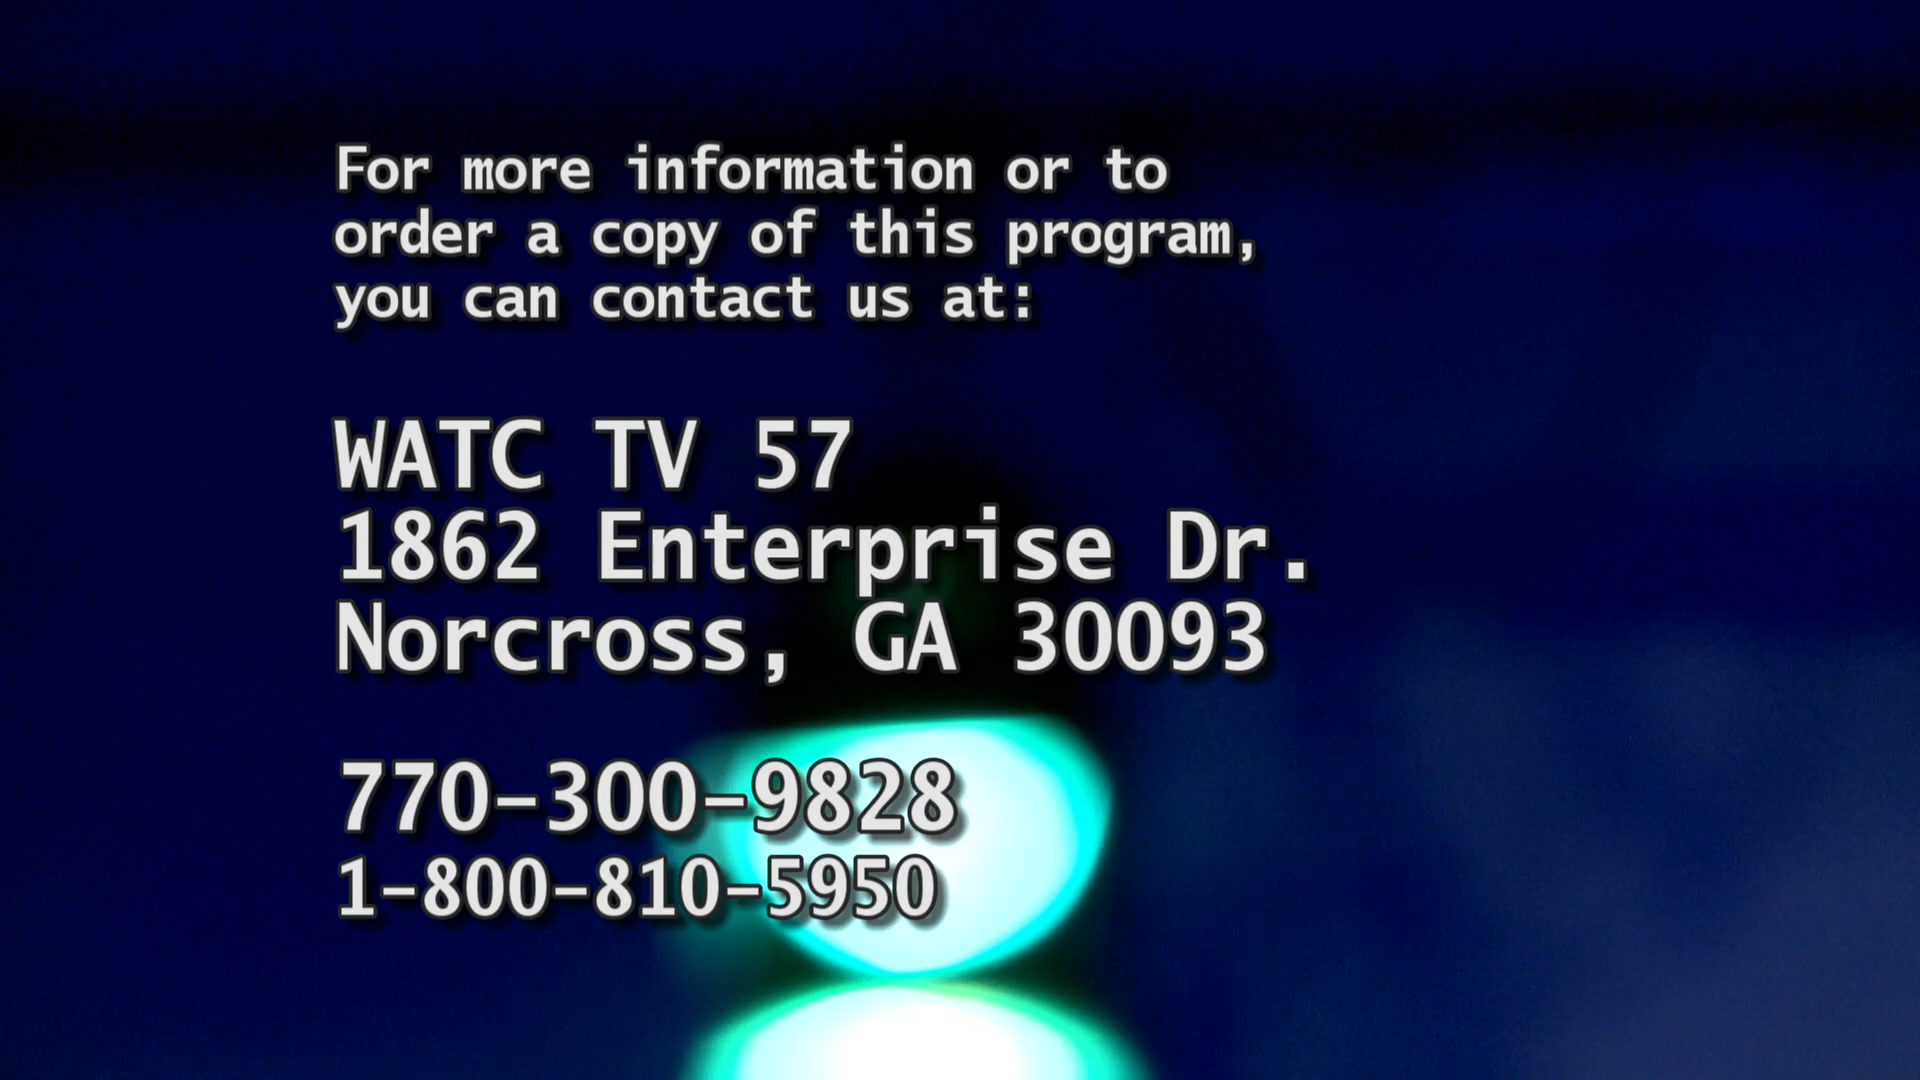 For more information or to
order a copy of this program,
you can contact us at:
WATC TV 57
1862 Enterprise Dr.
Norcross, GA 30093
770-300-9828
1-800-810-5950